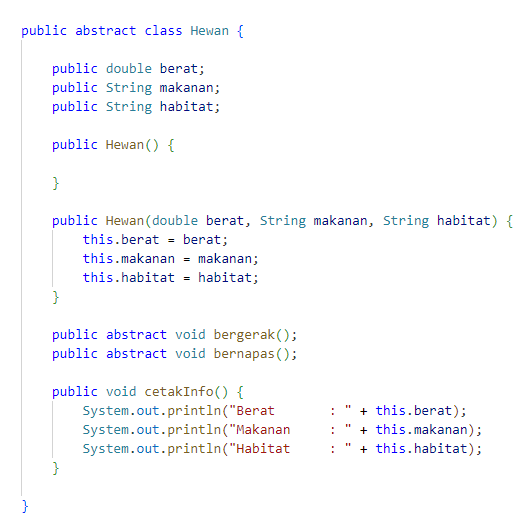 public abstract class Hewan {
public double berat;
public String makanan;
public String habitat;
public Hewan() {
}
public Hewan(double berat, String makanan, String habitat) {
this.berat = berat;
this.makanan = makanan;
this.habitat = habitat;
}
public abstract void bergerak();
public abstract void bernapas();
public void cetakInfo() {
System.out.println("Berat       : " + this.berat);
System.out.println("Makanan     : " + this.makanan);
System.out.println("Habitat     : " + this.habitat);
}
}